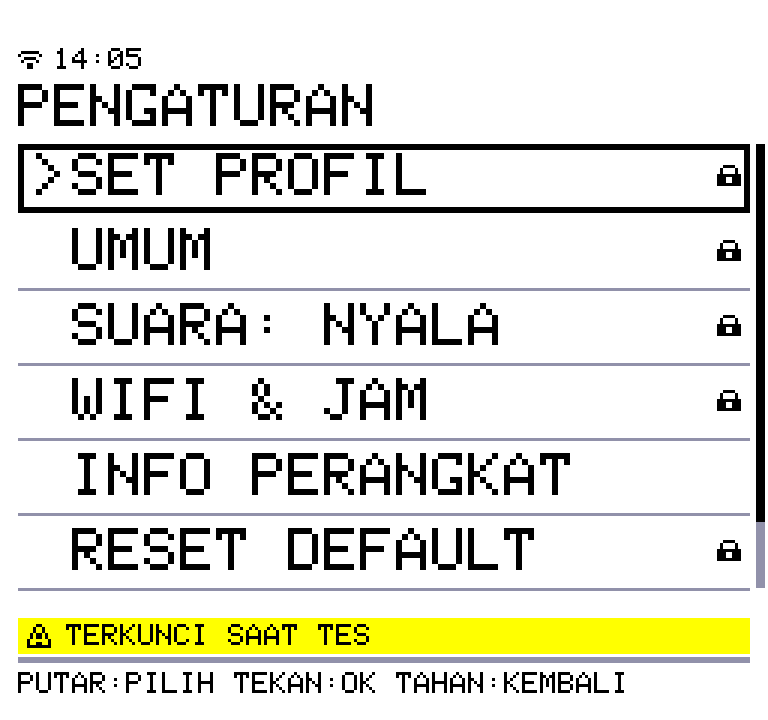 14:05
PENGATURAN
>SET PROFIL
UMUM
SUARA: NYALA
WIFI & JAM
INFO PERANGKAT
RESET DEFAULT
TERKUNCI SAAT TES
PUTAR:PILIH TEKAN:OK TAHAN:KEMBALI